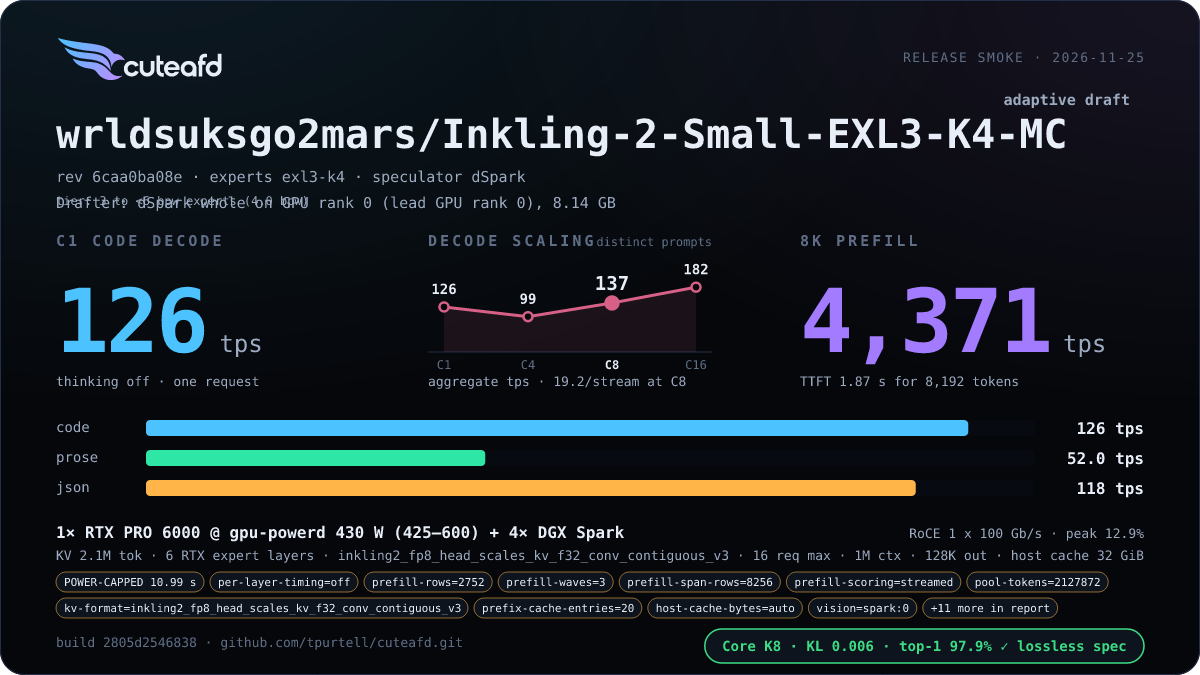 cuteafd
RELEASE SMOKE · 2026-11-25
adaptive draft
wrldsuksgo2mars/Inkling-2-Small-EXL3-K4-MC
rev 6caa0ba08e · experts exl3-k4 · speculator dSpark
Drafter dSpark whole on GPU rank 0 (lead GPU rank 0), 8.14 GB
C1 CODE DECODE
126 tps
thinking off · one request
DECODE SCALING distinct prompts
126
99
137
182
C1
C4
C8
C16
aggregate tps · 19.2/stream at C8
8K PREFILL
4,371 tps
TTFT 1.87 s for 8,192 tokens
code 126 tps
prose 52.0 tps
json 118 tps
1× RTX PRO 6000 @ gpu-powerd 430 W (425–600) + 4× DGX Spark
RoCE 1 x 100 Gb/s · peak 12.9%
KV 2.1M tok · 6 RTX expert layers · inkling2_fp8_head_scales_kv_f32_conv_contiguous_v3 · 16 req max · 1M ctx · 128K out · host cache 32 GiB
POWER-CAPPED 10.99 s per-layer-timing=off prefill-rows=2752 prefill-waves=3 prefill-span-rows=8256 prefill-scoring=streamed pool-tokens=2127872
kv-format=inkling2_fp8_head_scales_kv_f32_conv_contiguous_v3 prefix-cache-entries=20 host-cache-bytes=auto vision=spark:0 +11 more in report
build 2805d2546838 · github.com/tpurtell/cuteafd.git
Core K8 · KL 0.006 · top-1 97.9% ✓ lossless spec